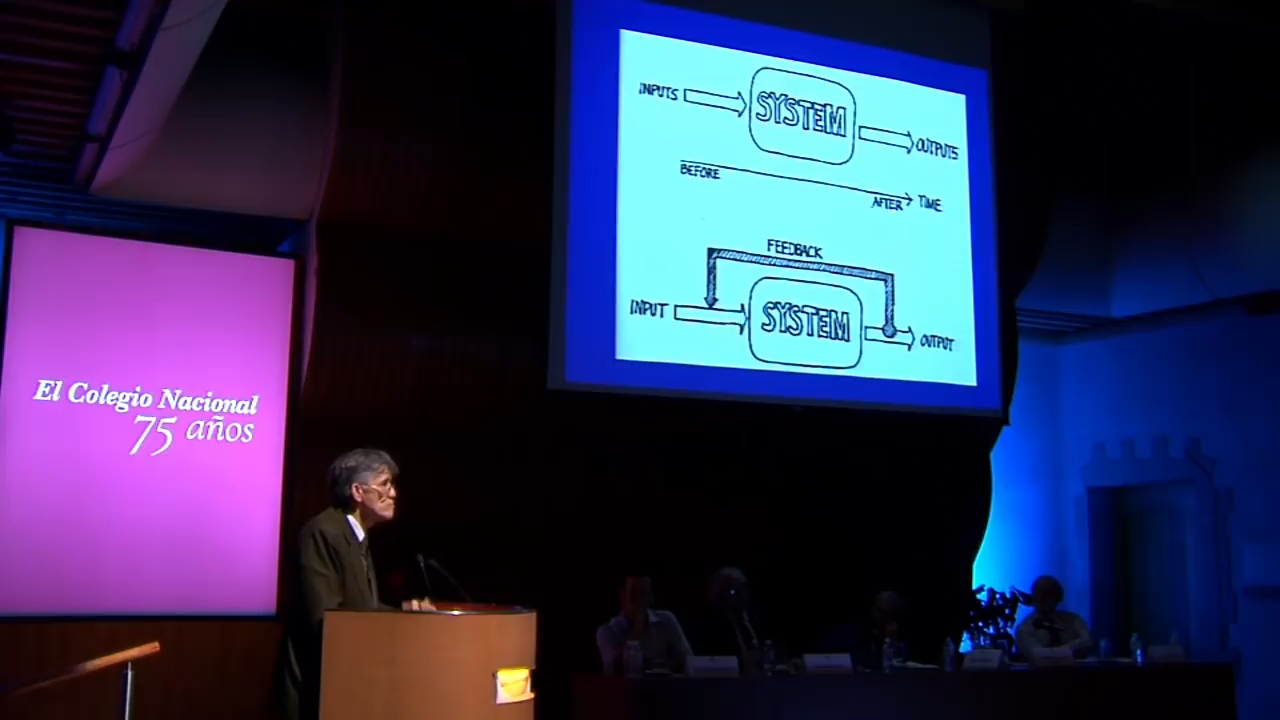 INPUTS
SYSTEM
OUTPUTS
BEFORE
AFTER
TIME
FEEDBACK
INPUT
SYSTEM
OUTPUT
El Colegio Nacional
75 años